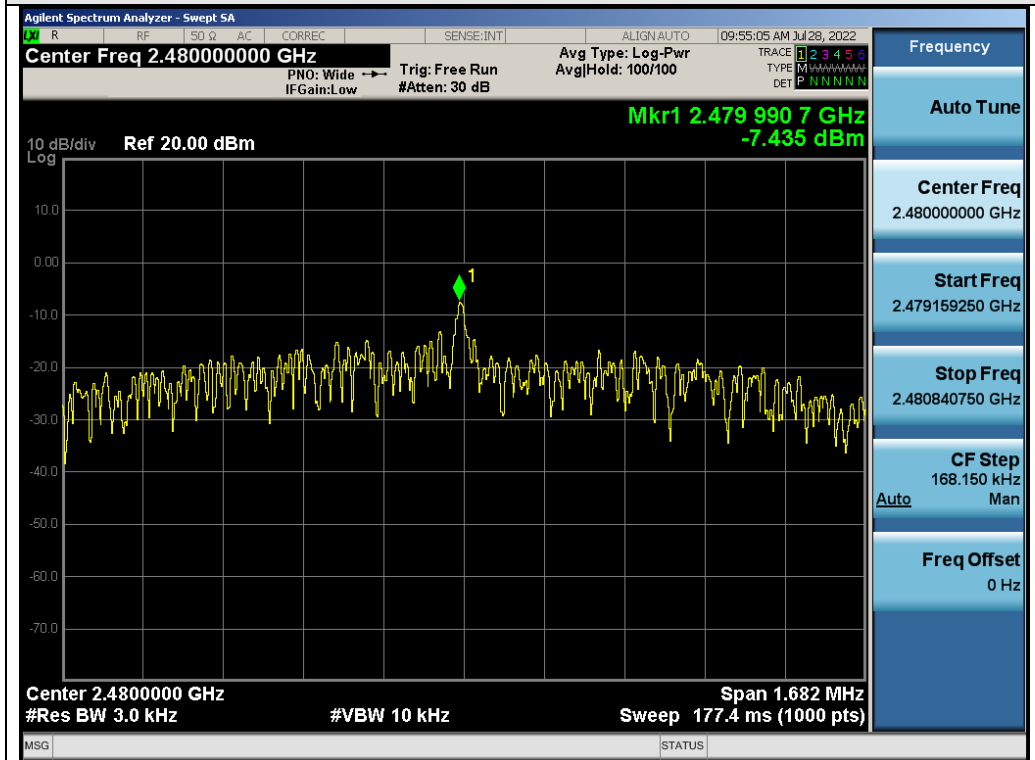 Agilent Spectrum Analyzer - Swept SA
LXI R RF 50 Ω AC CORREC SENSE:INT ALIGN AUTO 09:55:05 AM Jul 28, 2022
Center Freq 2.480000000 GHz
PNO: Wide
IFGain:Low
Trig: Free Run
#Atten: 30 dB
Avg Type: Log-Pwr
Avg|Hold: 100/100
TRACE 1 2 3 4 5 6
TYPE MWWWWW
DET P N N N N N
Mkr1 2.479 990 7 GHz
-7.435 dBm
10 dB/div Ref 20.00 dBm
Log
10.0
0.00
1
-10.0
-20.0
-30.0
-40.0
-50.0
-60.0
-70.0
Center 2.4800000 GHz Span 1.682 MHz
#Res BW 3.0 kHz #VBW 10 kHz Sweep 177.4 ms (1000 pts)
MSG STATUS
Frequency
Auto Tune
Center Freq
2.480000000 GHz
Start Freq
2.479159250 GHz
Stop Freq
2.480840750 GHz
CF Step
168.150 kHz
Auto Man
Freq Offset
0 Hz